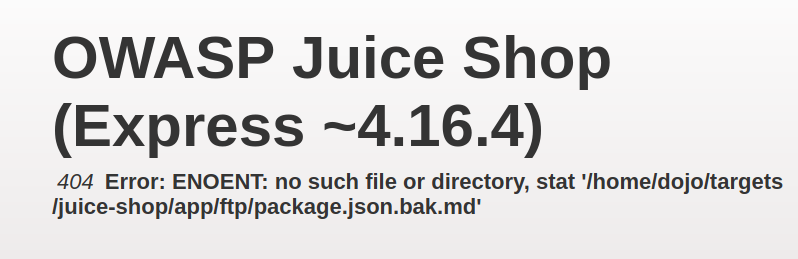 OWASP Juice Shop
(Express ~4.16.4)
404 Error: ENOENT: no such file or directory, stat '/home/dojo/targets
/juice-shop/app/ftp/package.json.bak.md'